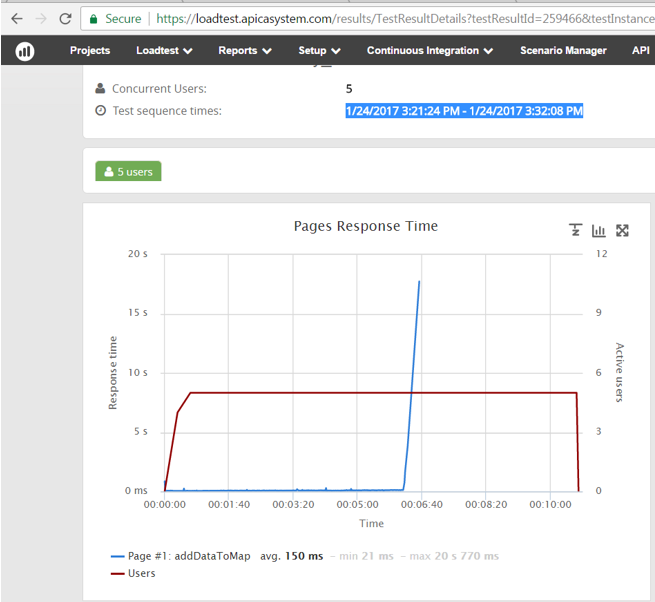 Secure | https://loadtest.apicasystem.com/results/TestResultDetails?testResultId=259466&testInstance
Projects Loadtest Reports Setup Continuous Integration Scenario Manager API
Concurrent Users: 5
Test sequence times: 1/24/2017 3:21:24 PM - 1/24/2017 3:32:08 PM
5 users
Pages Response Time
20 s 12
15 s 9
10 s 6
5 s 3
0 ms 0
Response time
Active users
00:00:00 00:01:40 00:03:20 00:05:00 00:06:40 00:08:20 00:10:00
Time
Page #1: addDataToMap avg. 150 ms – min 21 ms – max 20 s 770 ms
Users